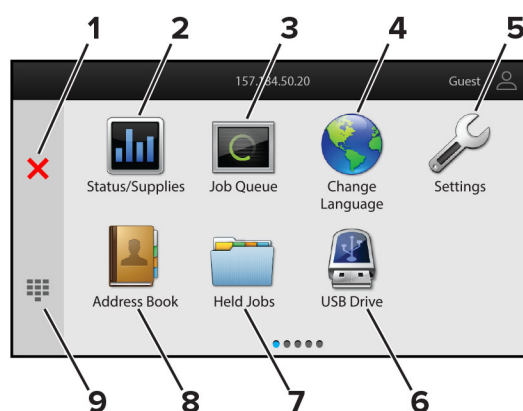 1 2 3 4 5
157.184.50.20 Guest
Status/Supplies Job Queue Change Language Settings
Address Book Held Jobs USB Drive
9 8 7 6